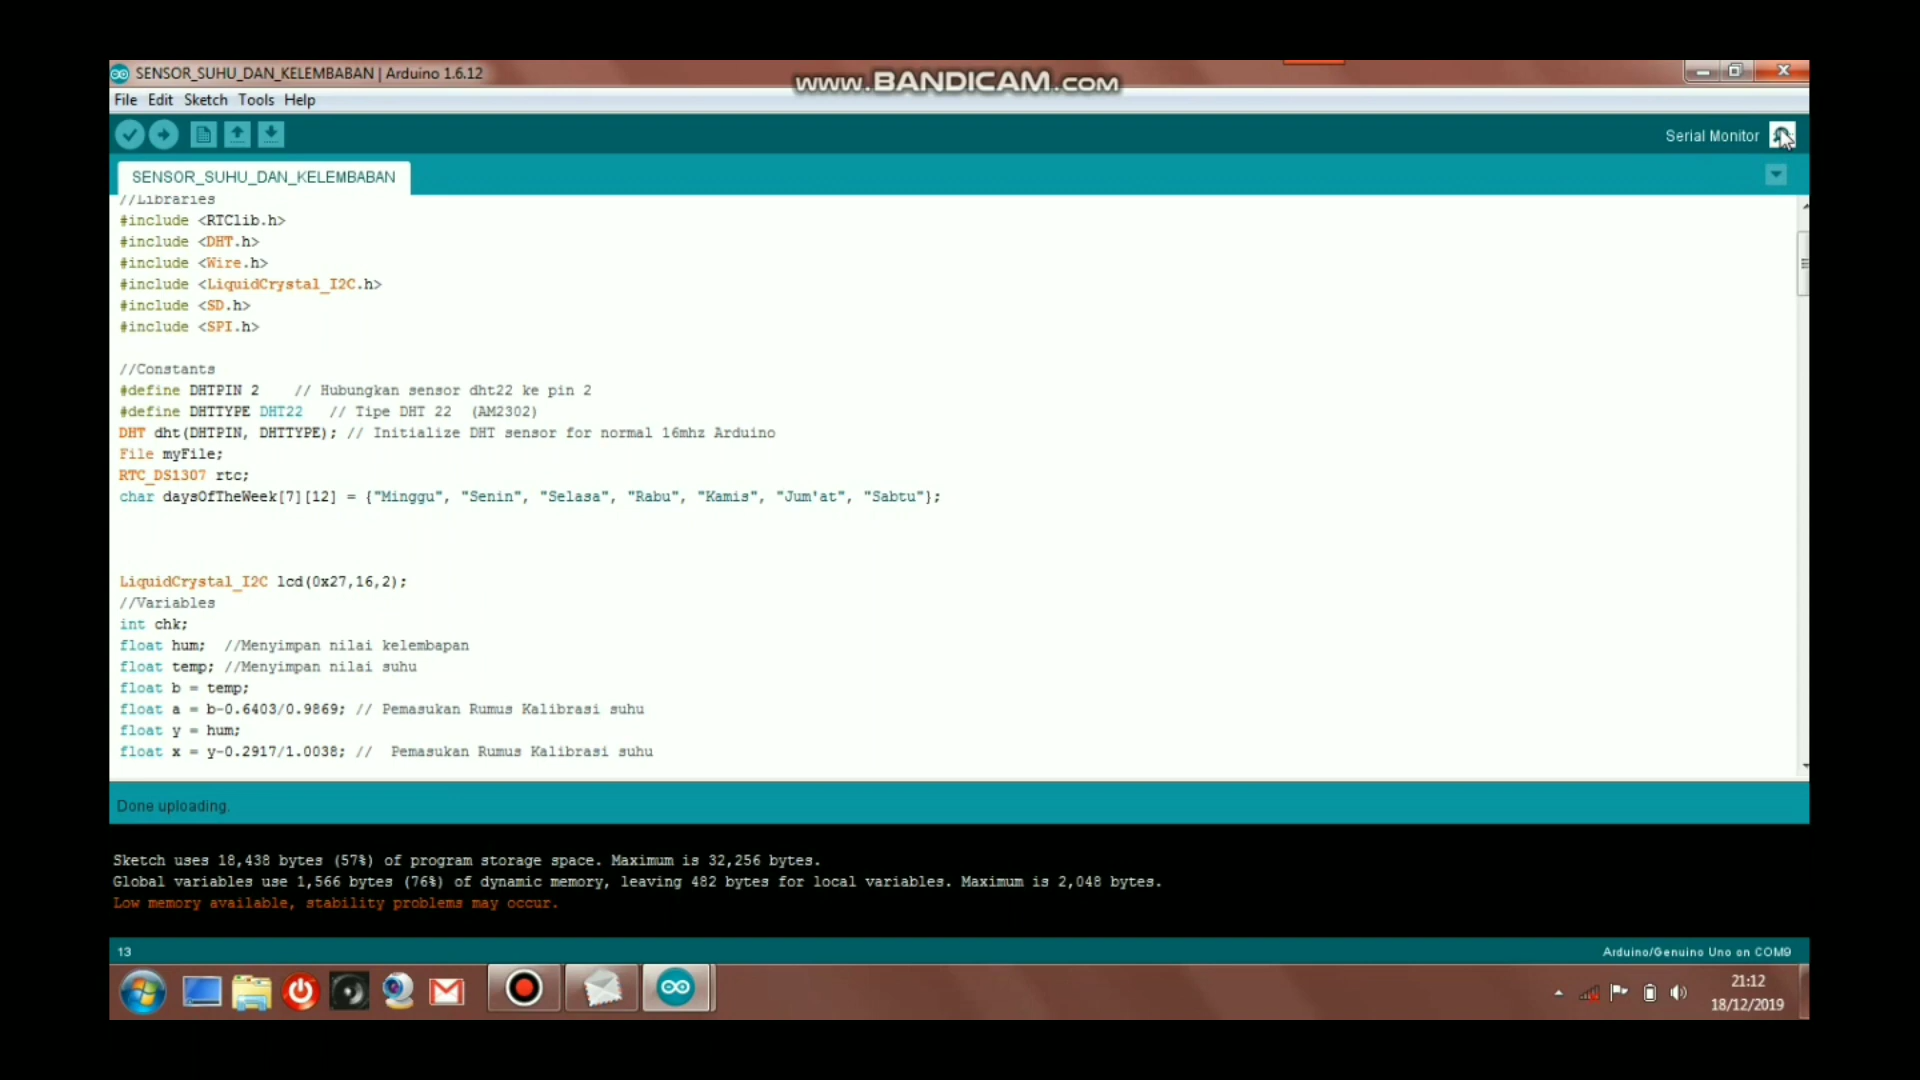 SENSOR_SUHU_DAN_KELEMBABAN | Arduino 1.6.12
www.BANDICAM.com
File Edit Sketch Tools Help
Serial Monitor
SENSOR_SUHU_DAN_KELEMBABAN
//Libraries
#include <RTClib.h>
#include <DHT.h>
#include <Wire.h>
#include <LiquidCrystal_I2C.h>
#include <SD.h>
#include <SPI.h>
//Constants
#define DHTPIN 2    // Hubungkan sensor dht22 ke pin 2
#define DHTTYPE DHT22   // Tipe DHT 22  (AM2302)
DHT dht(DHTPIN, DHTTYPE); // Initialize DHT sensor for normal 16mhz Arduino
File myFile;
RTC_DS1307 rtc;
char daysOfTheWeek[7][12] = {"Minggu", "Senin", "Selasa", "Rabu", "Kamis", "Jum'at", "Sabtu"};
LiquidCrystal_I2C lcd(0x27,16,2);
//Variables
int chk;
float hum;  //Menyimpan nilai kelembapan
float temp; //Menyimpan nilai suhu
float b = temp;
float a = b-0.6403/0.9869; // Pemasukan Rumus Kalibrasi suhu
float y = hum;
float x = y-0.2917/1.0038; //  Pemasukan Rumus Kalibrasi suhu
Done uploading.
Sketch uses 18,438 bytes (57%) of program storage space. Maximum is 32,256 bytes.
Global variables use 1,566 bytes (76%) of dynamic memory, leaving 482 bytes for local variables. Maximum is 2,048 bytes.
Low memory available, stability problems may occur.
13
Arduino/Genuino Uno on COM9
21:12
18/12/2019